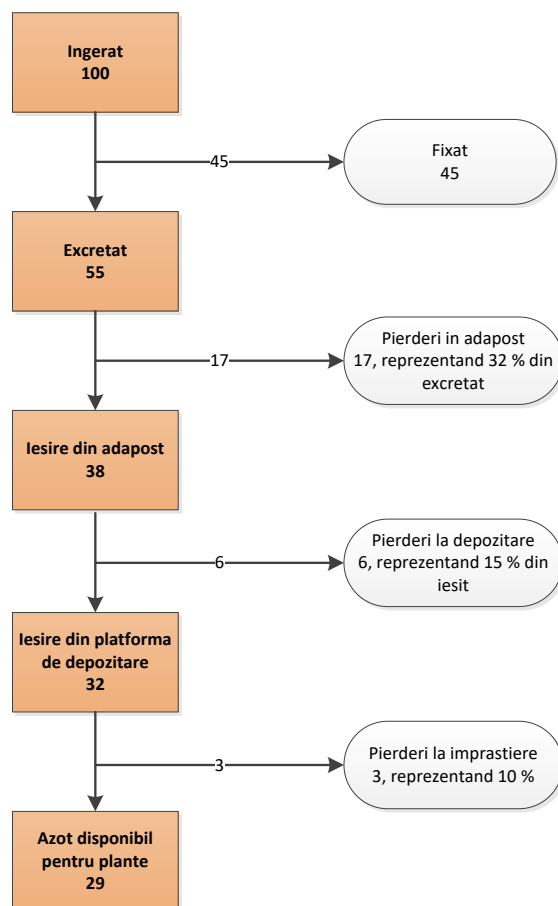 Ingerat
100
45
Fixat
45
Excretat
55
17
Pierderi in adapost
17, reprezentand 32 % din
excretat
Iesire din adapost
38
6
Pierderi la depozitare
6, reprezentand 15 % din
iesit
Iesire din platforma
de depozitare
32
3
Pierderi la imprastiere
3, reprezentand 10 %
Azot disponibil
pentru plante
29